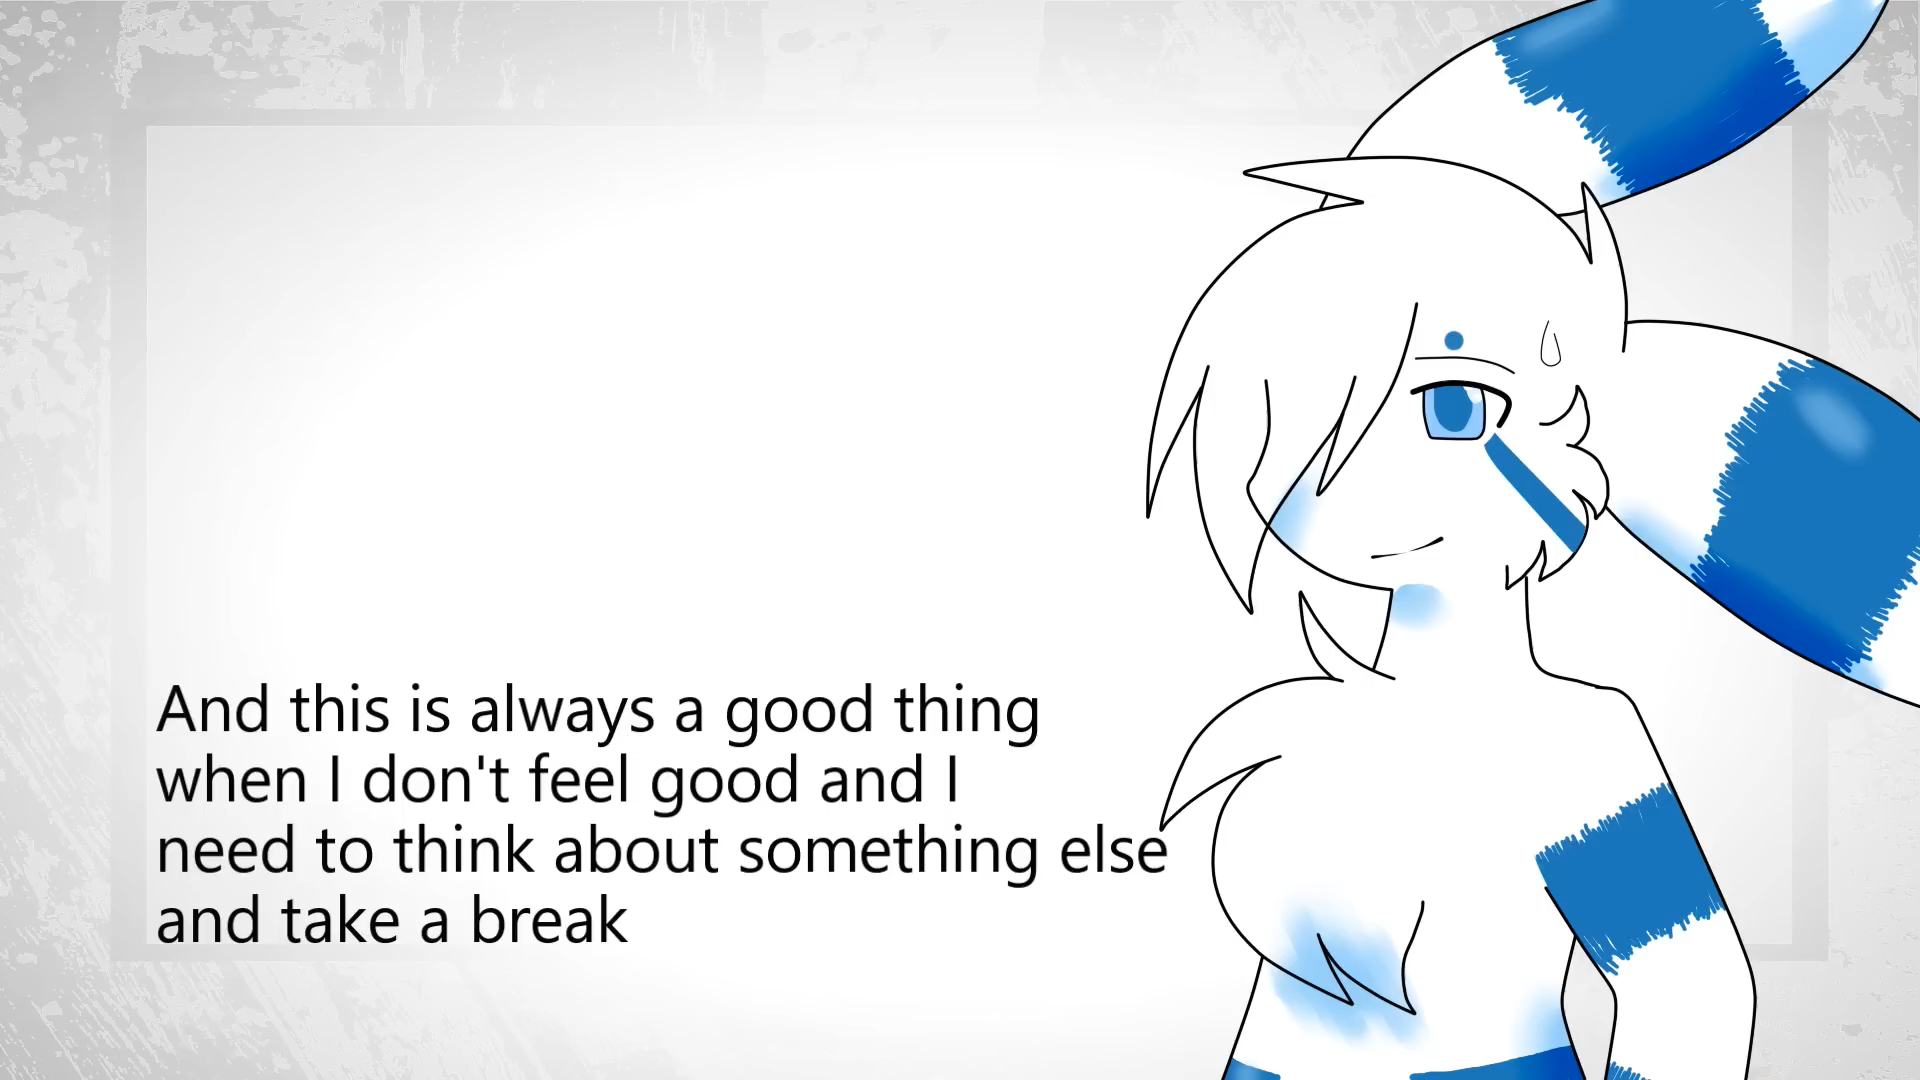 And this is always a good thing
when I don't feel good and I
need to think about something else
and take a break